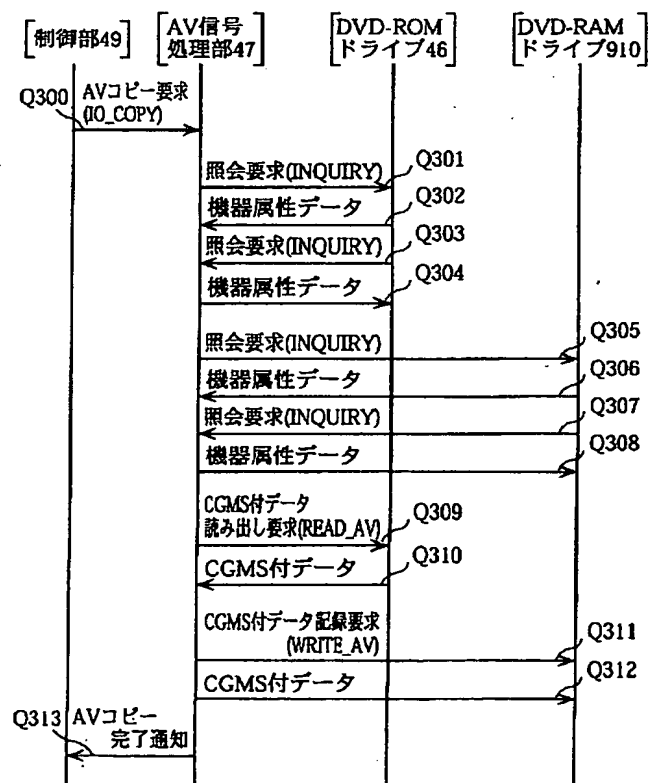 制御部49
AV信号
処理部47
DVD-ROM
ドライブ46
DVD-RAM
ドライブ910
Q300
AVコピー要求
(IO_COPY)
照会要求(INQUIRY)
Q301
機器属性データ
Q302
照会要求(INQUIRY)
Q303
機器属性データ
Q304
照会要求(INQUIRY)
Q305
機器属性データ
Q306
照会要求(INQUIRY)
Q307
機器属性データ
Q308
CGMS付データ
読み出し要求(READ_AV)
Q309
CGMS付データ
Q310
CGMS付データ記録要求
(WRITE_AV)
Q311
CGMS付データ
Q312
Q313
AVコピー
完了通知